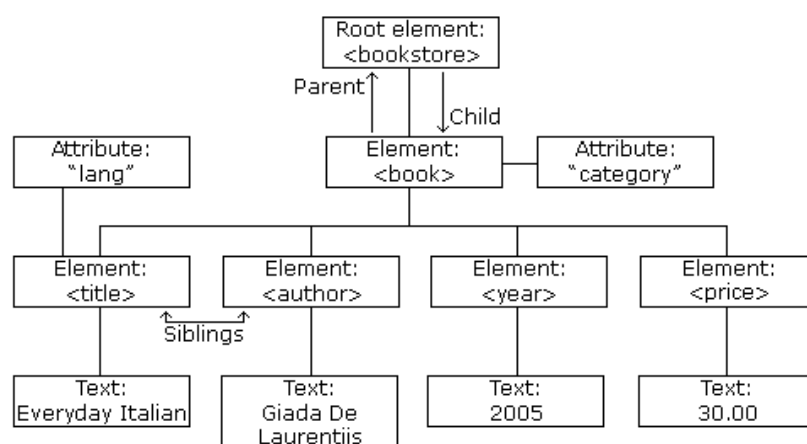 Root element:
<bookstore>
Parent
Child
Attribute:
"lang"
Element:
<book>
Attribute:
"category"
Element:
<title>
Element:
<author>
Element:
<year>
Element:
<price>
Siblings
Text:
Everyday Italian
Text:
Giada De
Laurentiis
Text:
2005
Text:
30.00